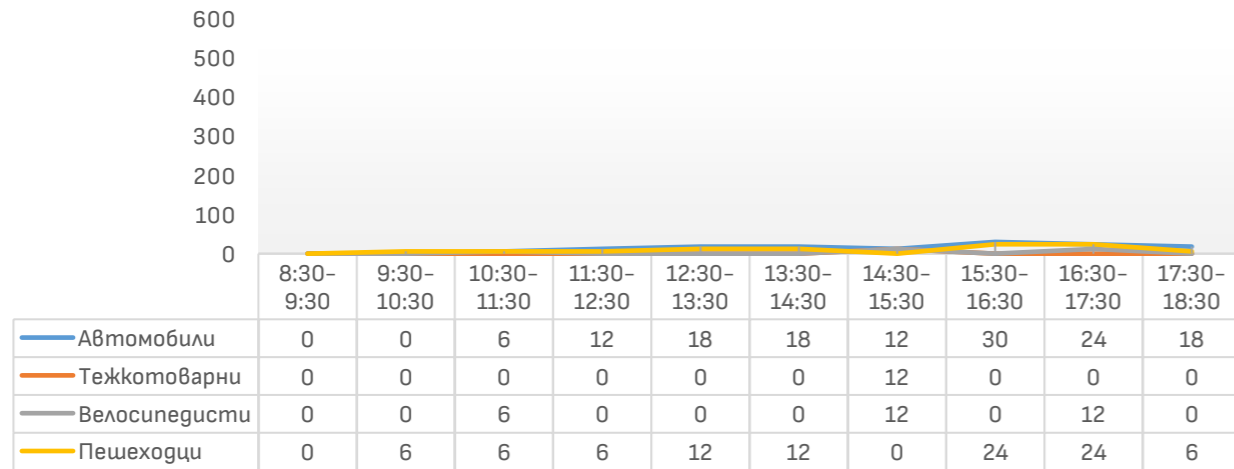 600
500
400
300
200
100
0
8:30– 9:30– 10:30– 11:30– 12:30– 13:30– 14:30– 15:30– 16:30– 17:30–
9:30 10:30 11:30 12:30 13:30 14:30 15:30 16:30 17:30 18:30
Автомобили 0 0 6 12 18 18 12 30 24 18
Тежкотоварни 0 0 0 0 0 0 12 0 0 0
Велосипедисти 0 0 6 0 0 0 12 0 12 0
Пешеходци 0 6 6 6 12 12 0 24 24 6